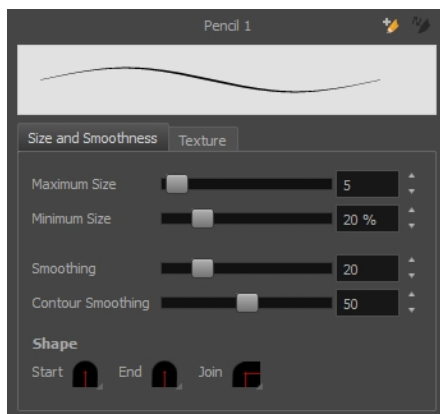 Pencil 1
Size and Smoothness Texture
Maximum Size 5
Minimum Size 20 %
Smoothing 20
Contour Smoothing 50
Shape
Start End Join